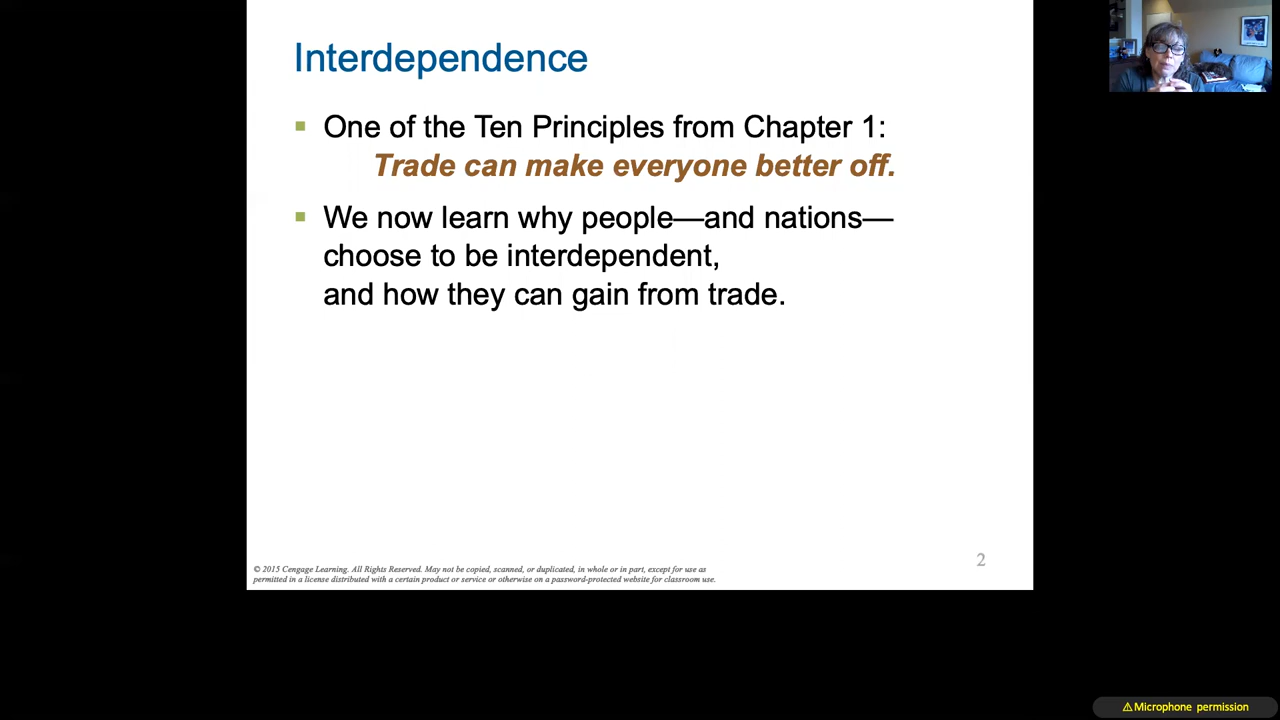 Interdependence
One of the Ten Principles from Chapter 1:
Trade can make everyone better off.
We now learn why people—and nations—
choose to be interdependent,
and how they can gain from trade.
© 2015 Cengage Learning. All Rights Reserved. May not be copied, scanned, or duplicated, in whole or in part, except for use as
permitted in a license distributed with a certain product or service or otherwise on a password-protected website for classroom use.
2
⚠Microphone permission